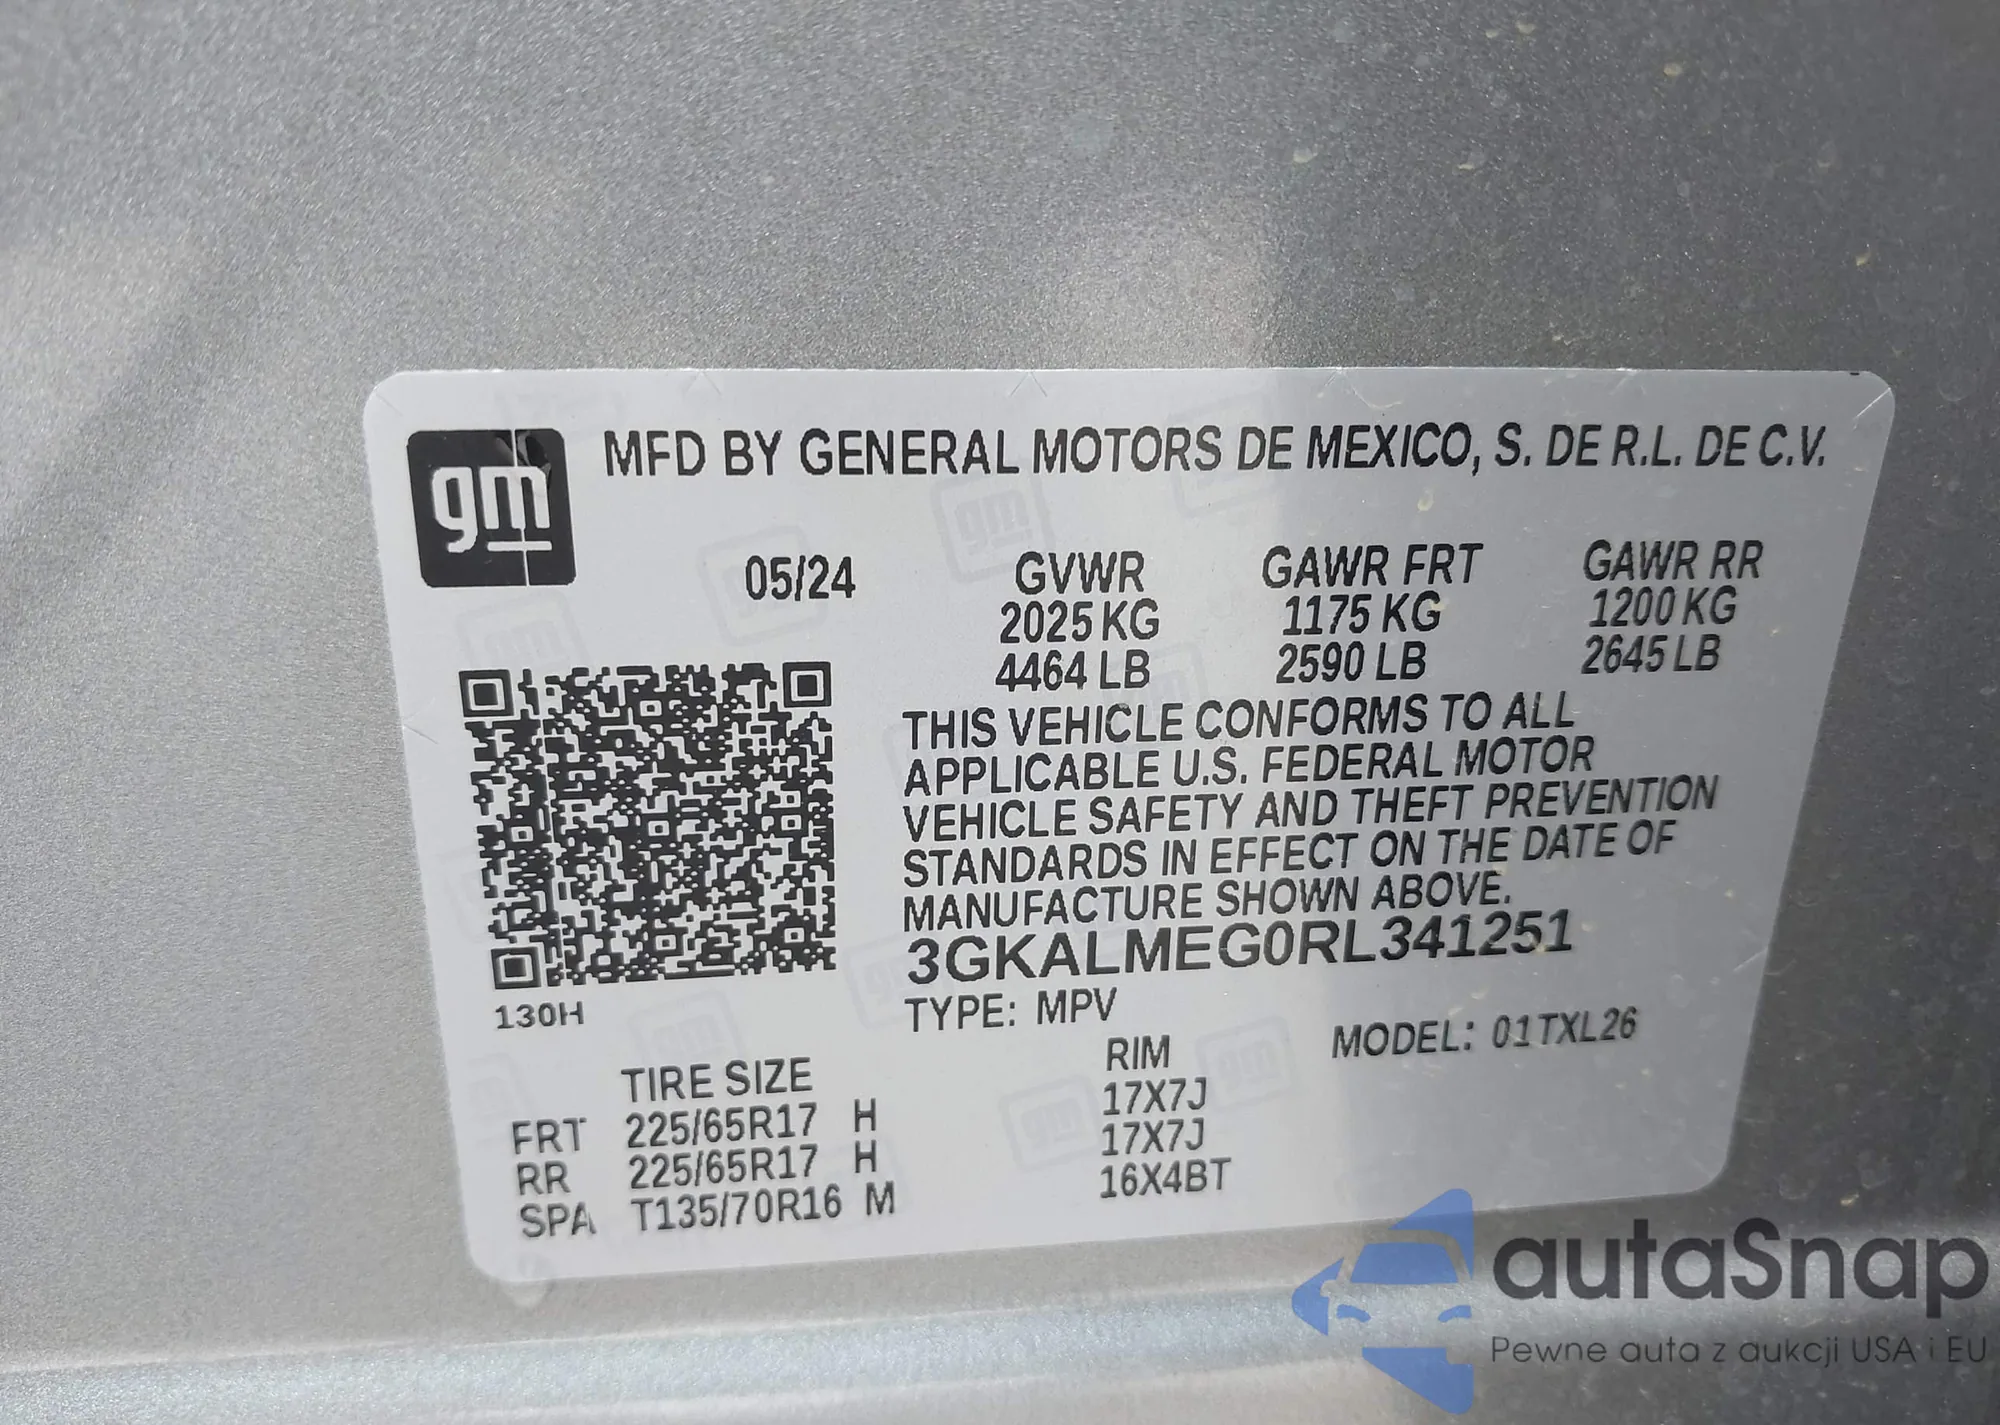 gm
MFD BY GENERAL MOTORS DE MEXICO, S. DE R.L. DE C.V.
05/24 GVWR GAWR FRT GAWR RR
2025 KG 1175 KG 1200 KG
4464 LB 2590 LB 2645 LB
THIS VEHICLE CONFORMS TO ALL
APPLICABLE U.S. FEDERAL MOTOR
VEHICLE SAFETY AND THEFT PREVENTION
STANDARDS IN EFFECT ON THE DATE OF
MANUFACTURE SHOWN ABOVE.
3GKALMEG0RL341251
130H
TYPE: MPV MODEL: 01TXL26
TIRE SIZE RIM
FRT 225/65R17 H 17X7J
RR 225/65R17 H 17X7J
SPA T135/70R16 M 16X4BT
autaSnap
Pewne auta z aukcji USA i EU